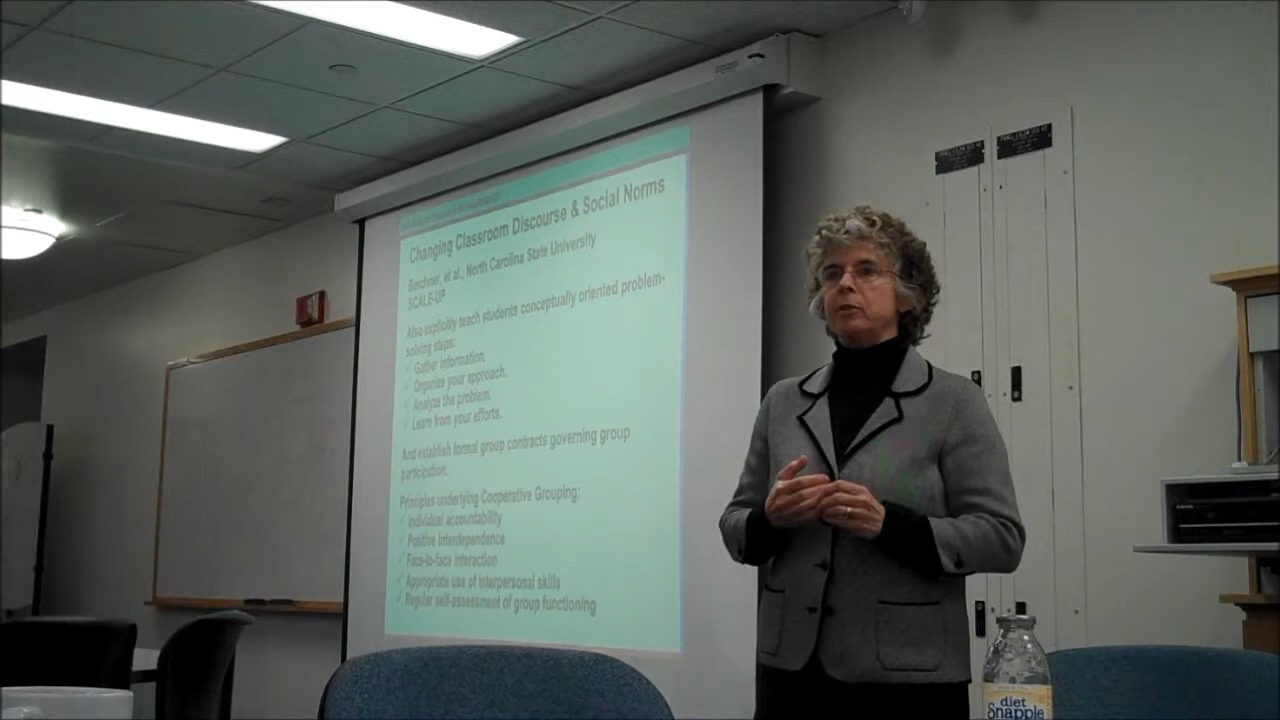 Changing Classroom Discourse & Social Norms
Beichner, et al., North Carolina State University
SCALE-UP
Also explicitly teach students conceptually oriented problem-
solving steps:
✓ Gather information.
✓ Organize your approach.
✓ Analyze the problem.
✓ Learn from your efforts.
And establish formal group contracts governing group
participation.
Principles underlying Cooperative Grouping:
✓ Individual accountability
✓ Positive interdependence
✓ Face-to-face interaction
✓ Appropriate use of interpersonal skills
✓ Regular self-assessment of group functioning
diet
Snapple